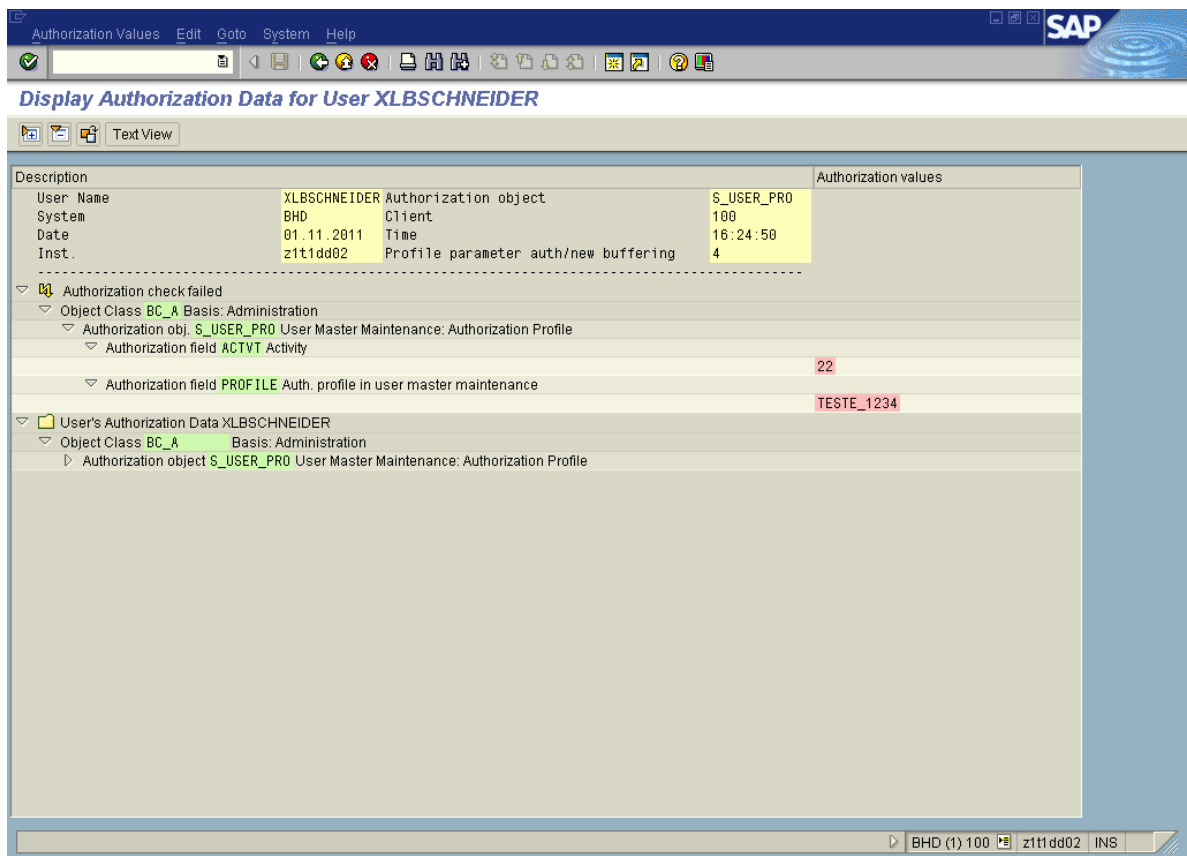 Authorization Values Edit Goto System Help
SAP
Display Authorization Data for User XLBSCHNEIDER
Text View
Description Authorization values
User Name XLBSCHNEIDER Authorization object S_USER_PRO
System BHD Client 100
Date 01.11.2011 Time 16:24:50
Inst. z1t1dd02 Profile parameter auth/new buffering 4
Authorization check failed
Object Class BC_A Basis: Administration
Authorization obj. S_USER_PRO User Master Maintenance: Authorization Profile
Authorization field ACTVT Activity
22
Authorization field PROFILE Auth. profile in user master maintenance
TESTE_1234
User's Authorization Data XLBSCHNEIDER
Object Class BC_A Basis: Administration
Authorization object S_USER_PRO User Master Maintenance: Authorization Profile
BHD (1) 100 z1t1dd02 INS